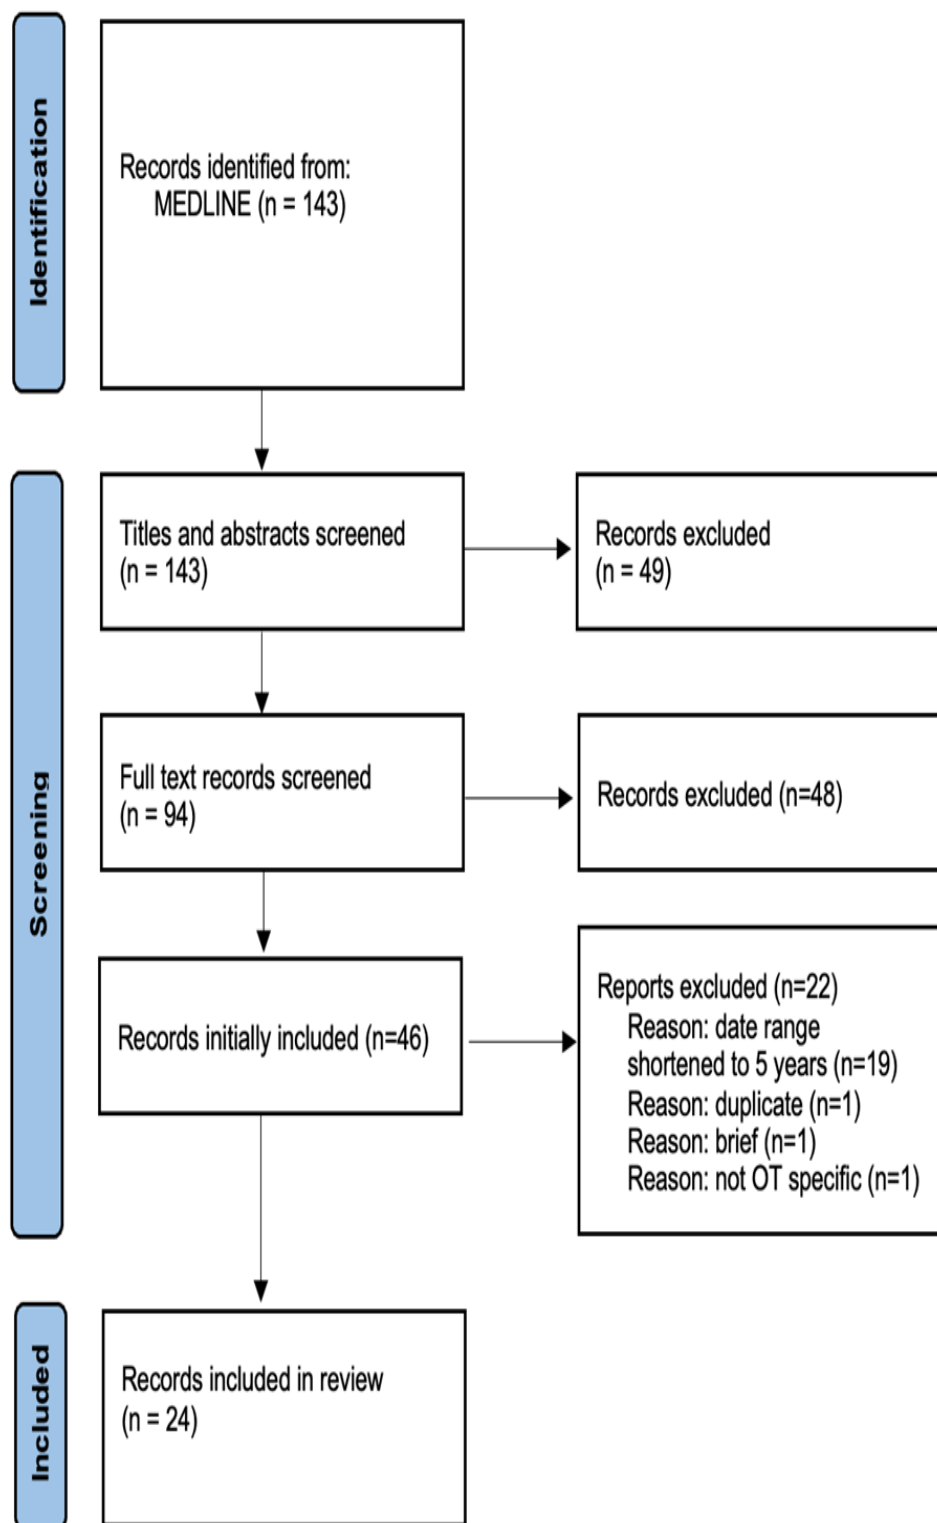 Identification
Records identified from:
MEDLINE (n = 143)
Screening
Titles and abstracts screened
(n = 143)
Records excluded
(n = 49)
Full text records screened
(n = 94)
Records excluded (n=48)
Records initially included (n=46)
Reports excluded (n=22)
Reason: date range
shortened to 5 years (n=19)
Reason: duplicate (n=1)
Reason: brief (n=1)
Reason: not OT specific (n=1)
Included
Records included in review
(n = 24)